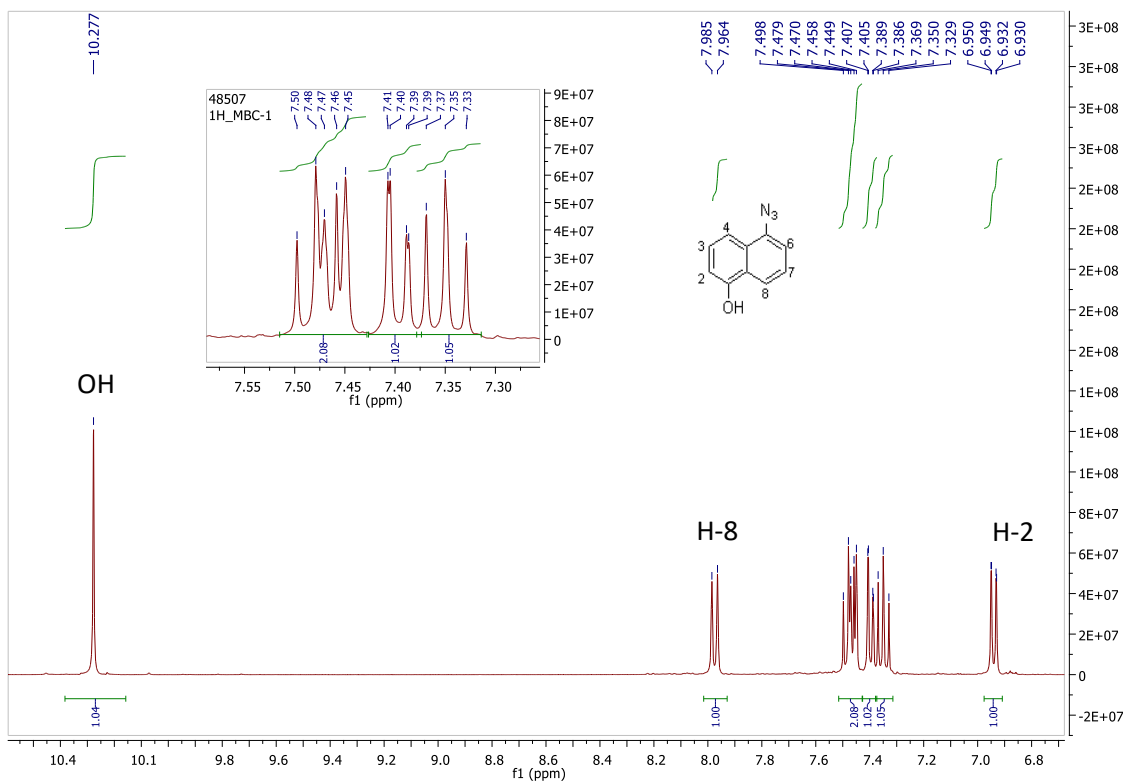 10.277
7.985
7.964
7.498
7.479
7.470
7.458
7.449
7.407
7.405
7.389
7.386
7.369
7.350
7.329
6.950
6.949
6.932
6.930
48507
1H_MBC-1
7.50
7.48
7.47
7.46
7.45
7.41
7.40
7.39
7.39
7.37
7.35
7.33
9E+07
8E+07
7E+07
6E+07
5E+07
4E+07
3E+07
2E+07
1E+07
0
2.08
1.02
1.05
7.55 7.50 7.45 7.40 7.35 7.30
f1 (ppm)
N3
4
3
6
2
7
8
OH
OH
H-8
H-2
3E+08
3E+08
3E+08
3E+08
2E+08
2E+08
2E+08
2E+08
2E+08
1E+08
1E+08
8E+07
6E+07
4E+07
2E+07
0
-2E+07
1.04
1.00
2.08
1.02
1.05
1.00
10.4 10.1 9.8 9.6 9.4 9.2 9.0 8.8 8.6 8.4 8.2 8.0 7.8 7.6 7.4 7.2 7.0 6.8
f1 (ppm)